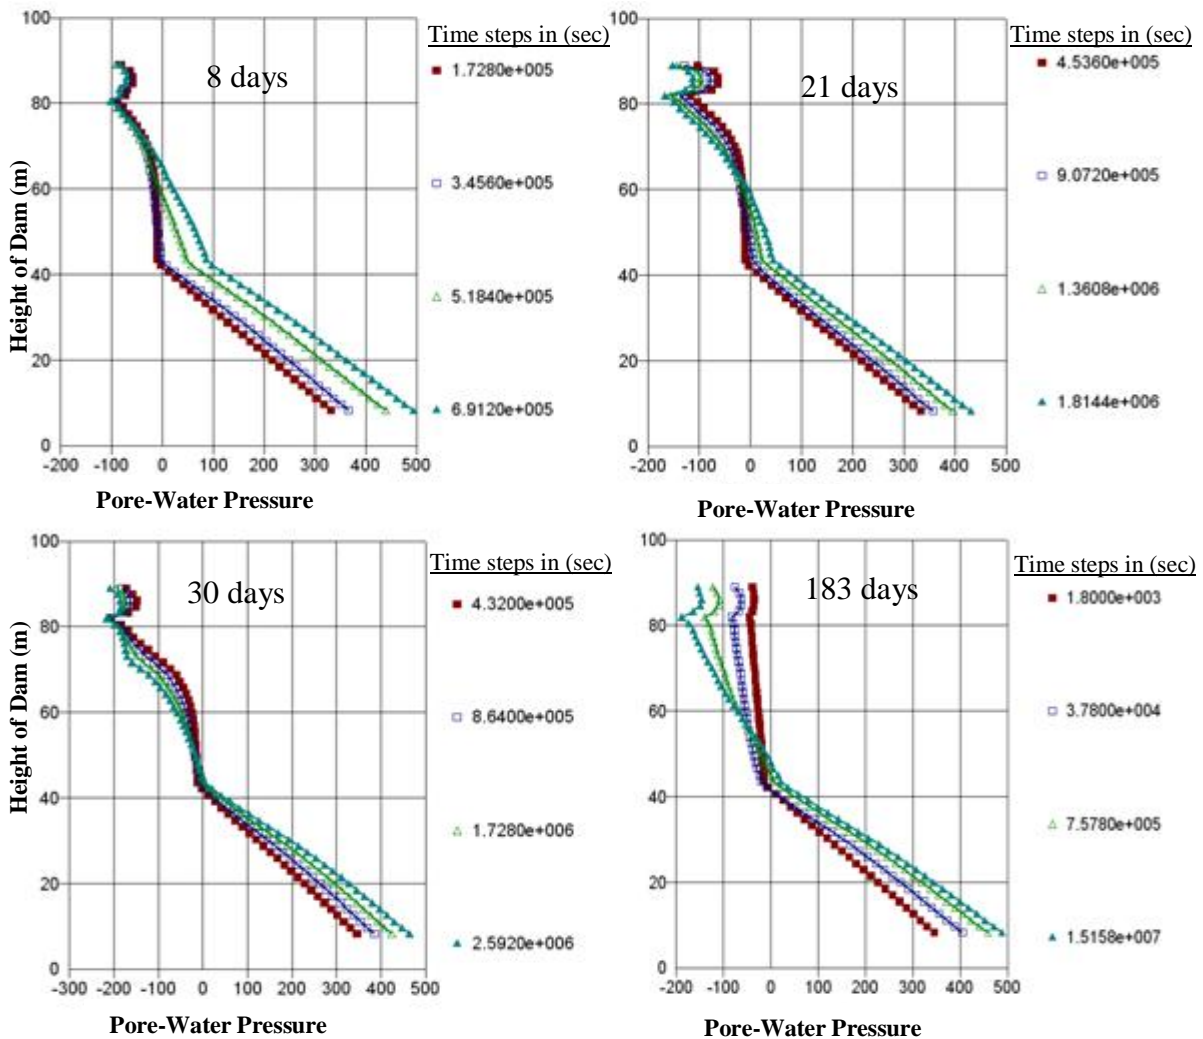 100
80
60
40
20
0
-200 -100 0 100 200 300 400 500
Height of Dam (m)
Pore-Water Pressure
8 days
Time steps in (sec)
1.7280e+005
3.4560e+005
5.1840e+005
6.9120e+005
100
80
60
40
20
0
-200 -100 0 100 200 300 400 500
Pore-Water Pressure
21 days
Time steps in (sec)
4.5360e+005
9.0720e+005
1.3608e+006
1.8144e+006
100
80
60
40
20
0
-300 -200 -100 0 100 200 300 400 500
Height of Dam (m)
Pore-Water Pressure
30 days
Time steps in (sec)
4.3200e+005
8.6400e+005
1.7280e+006
2.5920e+006
100
80
60
40
20
0
-200 -100 0 100 200 300 400 500
Pore-Water Pressure
183 days
Time steps in (sec)
1.8000e+003
3.7800e+004
7.5780e+005
1.5158e+007